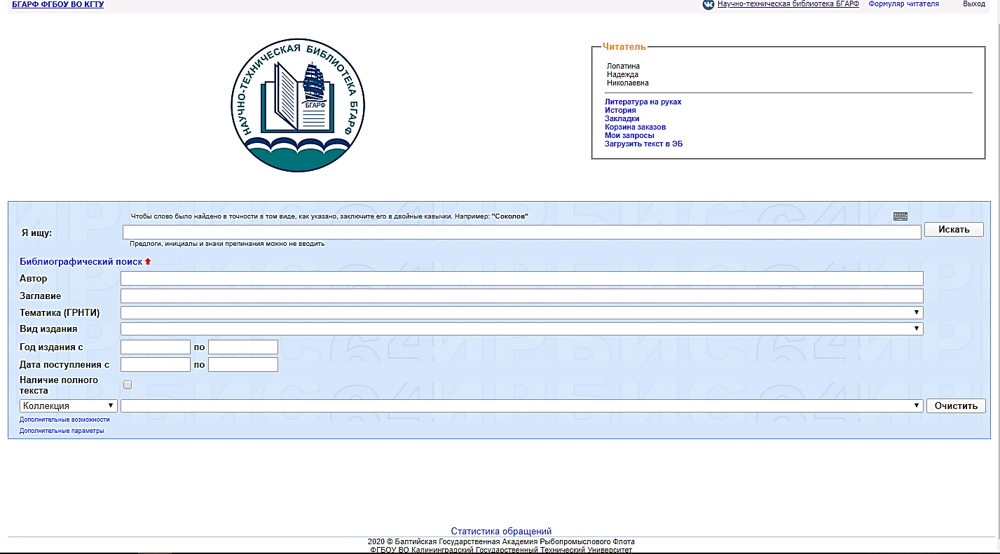 БГАРФ ФГБОУ ВО КГТУ
Научно-техническая библиотека БГАРФ Формуляр читателя Выход
НАУЧНО-ТЕХНИЧЕСКАЯ БИБЛИОТЕКА БГАРФ
БГАРФ
Читатель
Лопатина
Надежда
Николаевна
Литература на руках
История
Закладки
Корзина заказов
Мои запросы
Загрузить текст в ЭБ
Чтобы слово было найдено в точности в том виде, как указано, заключите его в двойные кавычки. Например: "Соколов"
Я ищу: Искать
Предлоги, инициалы и знаки препинания можно не вводить
Библиографический поиск
Автор
Заглавие
Тематика (ГРНТИ)
Вид издания
Год издания с по
Дата поступления с по
Наличие полного
текста
Коллекция Очистить
Дополнительные возможности
Дополнительные параметры
Статистика обращений
2020 © Балтийская Государственная Академия Рыбопромыслового Флота
ФГБОУ ВО Калининградский Государственный Технический Университет